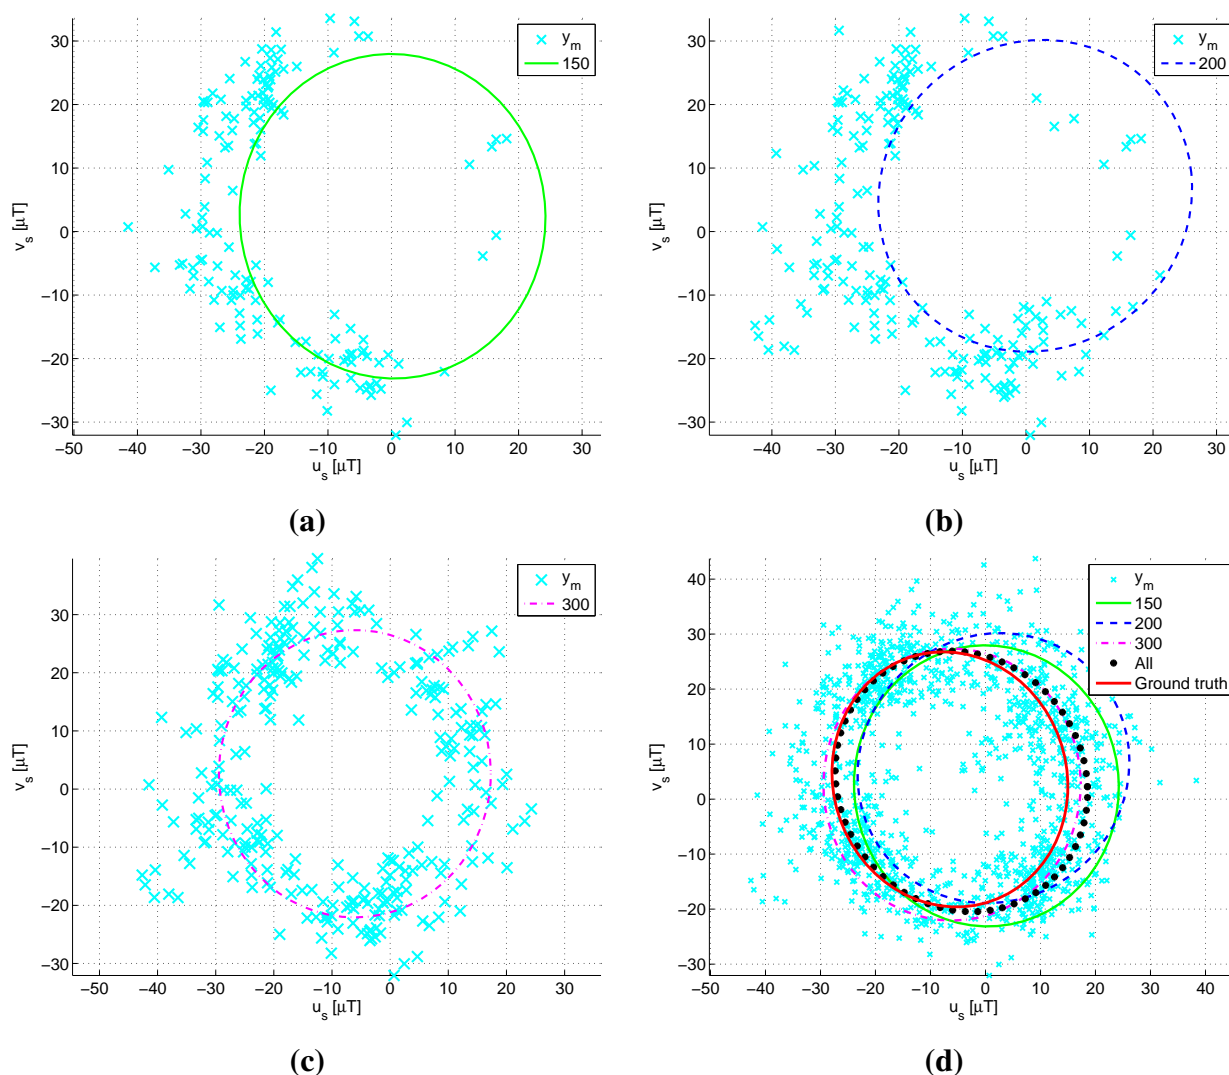 y_m
150
30
20
10
0
−10
−20
−30
v_s [μT]
−50 −40 −30 −20 −10 0 10 20 30
u_s [μT]
(a)
y_m
200
30
20
10
0
−10
−20
−30
v_s [μT]
−40 −30 −20 −10 0 10 20 30
u_s [μT]
(b)
y_m
300
30
20
10
0
−10
−20
−30
v_s [μT]
−50 −40 −30 −20 −10 0 10 20 30
u_s [μT]
(c)
y_m
150
200
300
All
Ground truth
40
30
20
10
0
−10
−20
−30
v_s [μT]
−50 −40 −30 −20 −10 0 10 20 30 40
u_s [μT]
(d)